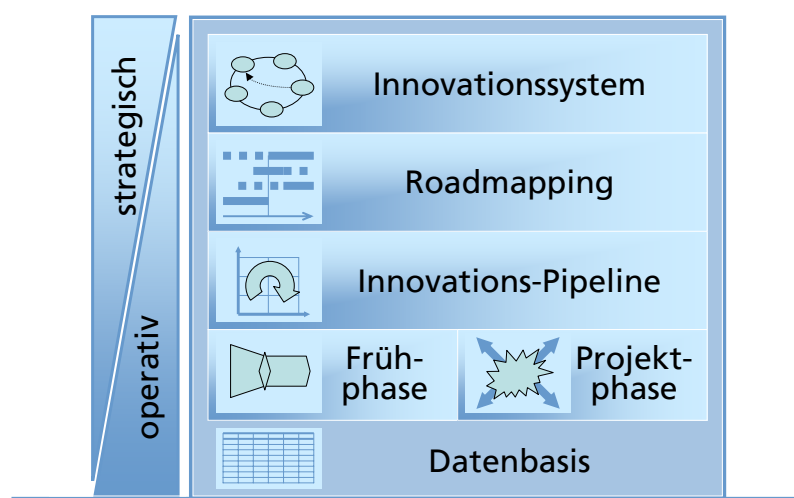 strategisch
operativ
Innovationssystem
Roadmapping
Innovations-Pipeline
Früh-
phase
Projekt-
phase
Datenbasis